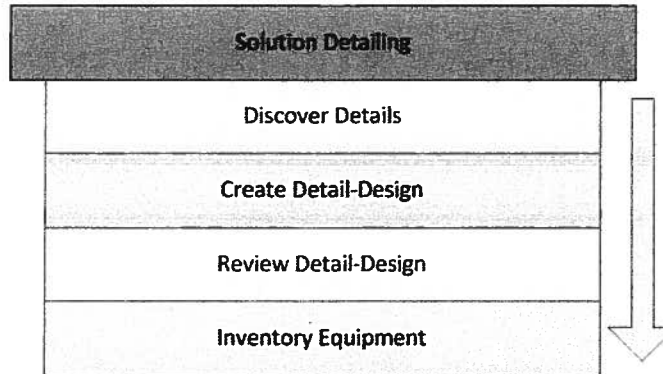 Solution Detailing
Discover Details
Create Detail-Design
Review Detail-Design
Inventory Equipment